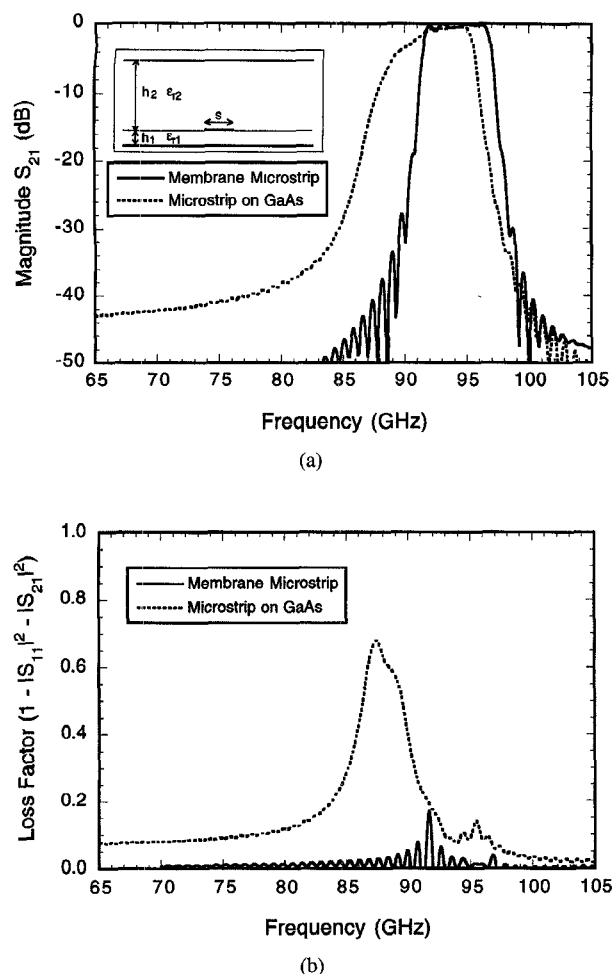 (a)
0
-10
-20
-30
-40
-50
Magnitude S21 (dB)
h2 εr2
s
h1 εr1
Membrane Microstrip
Microstrip on GaAs
65 70 75 80 85 90 95 100 105
Frequency (GHz)
(a)
1.0
0.8
0.6
0.4
0.2
0.0
Loss Factor (1 - |S11|² - |S21|²)
Membrane Microstrip
Microstrip on GaAs
65 70 75 80 85 90 95 100 105
Frequency (GHz)
(b)